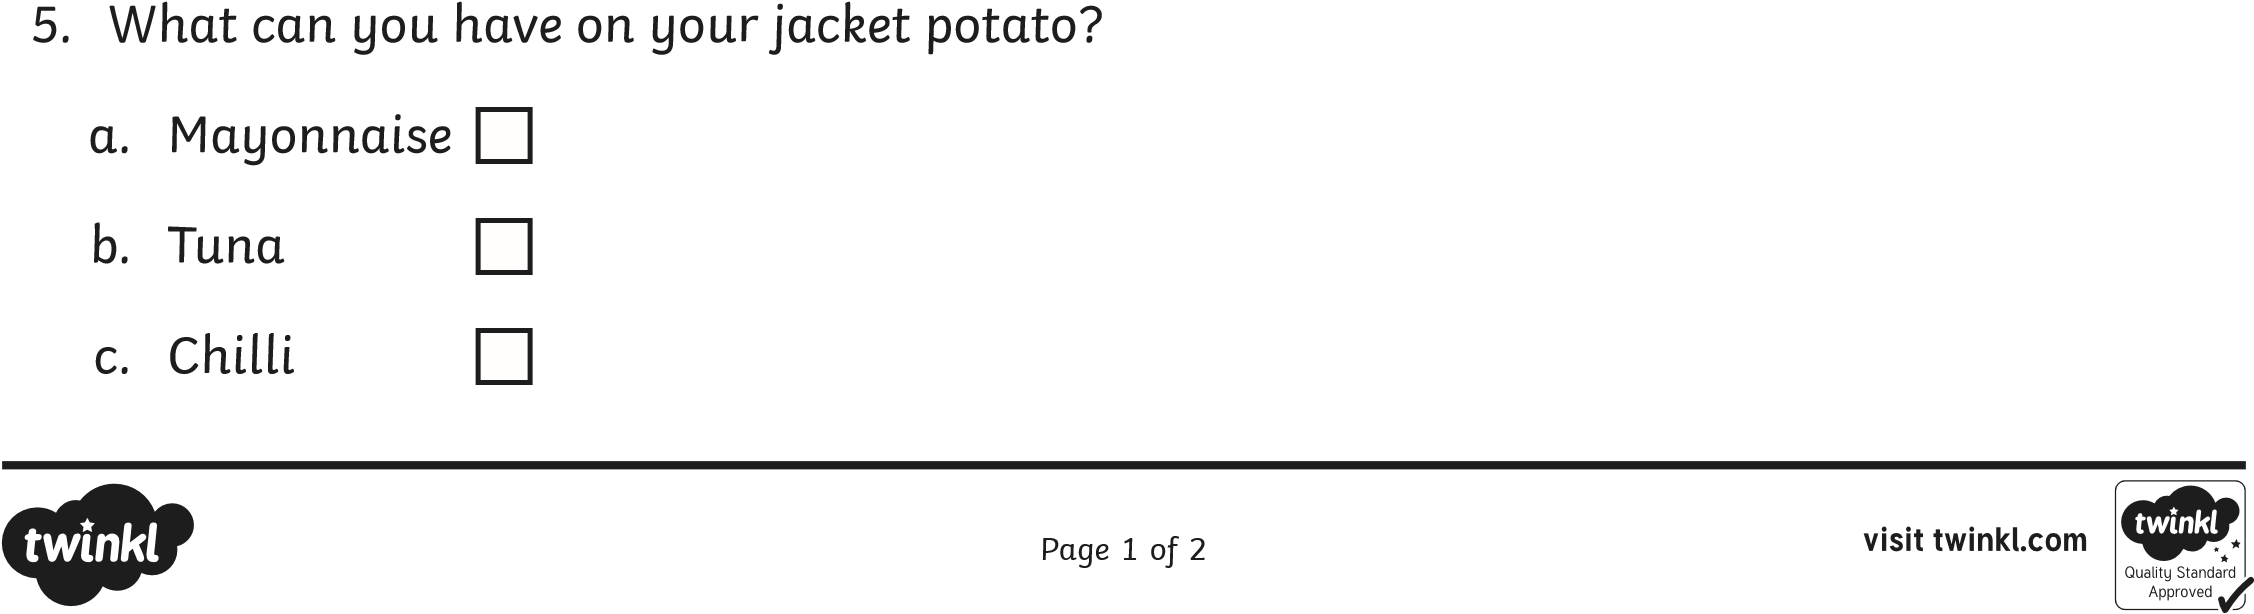 5. What can you have on your jacket potato?
a. Mayonnaise
b. Tuna
c. Chilli
twinkl
Page 1 of 2
visit twinkl.com
twinkl
Quality Standard
Approved